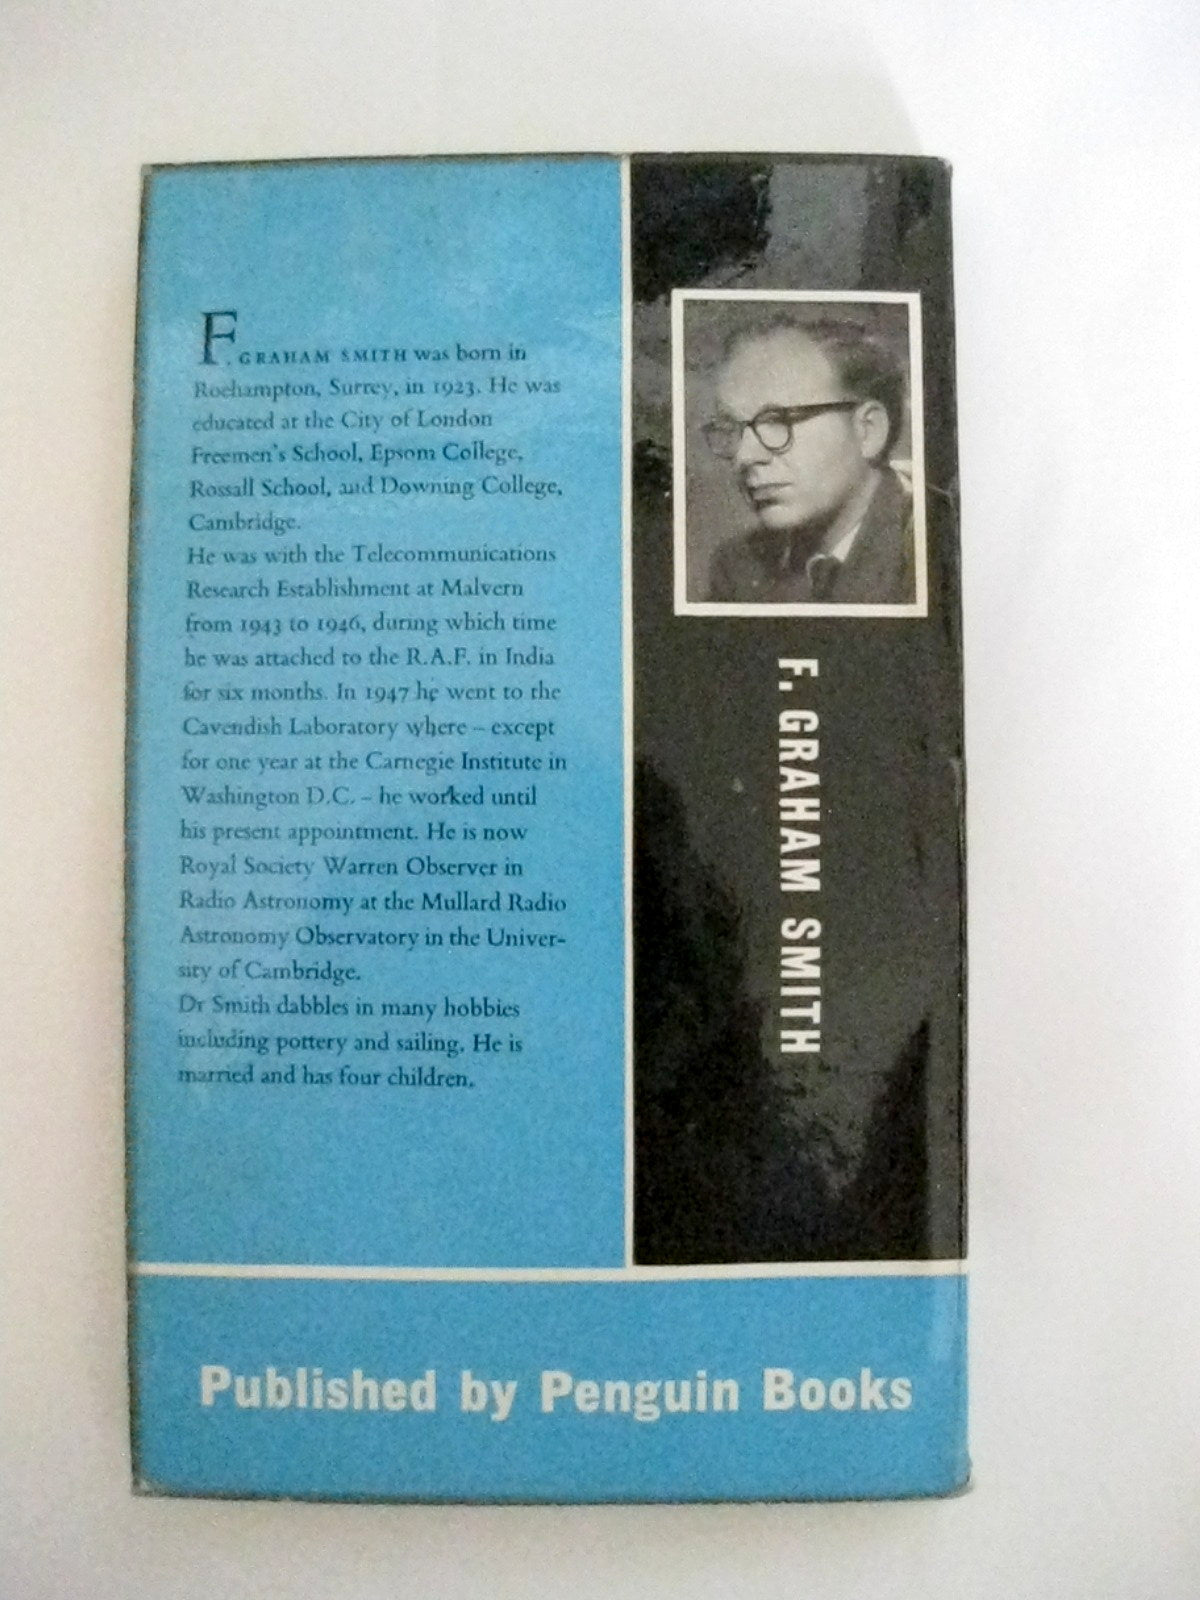 F. GRAHAM SMITH was born in
Roehampton, Surrey, in 1923. He was
educated at the City of London
Freemen's School, Epsom College,
Rossall School, and Downing College,
Cambridge.
He was with the Telecommunications
Research Establishment at Malvern
from 1943 to 1946, during which time
he was attached to the R.A.F. in India
for six months. In 1947 he went to the
Cavendish Laboratory where – except
for one year at the Carnegie Institute in
Washington D.C. – he worked until
his present appointment. He is now
Royal Society Warren Observer in
Radio Astronomy at the Mullard Radio
Astronomy Observatory in the Univer-
sity of Cambridge.
Dr Smith dabbles in many hobbies
including pottery and sailing. He is
married and has four children.
F. GRAHAM SMITH
Published by Penguin Books